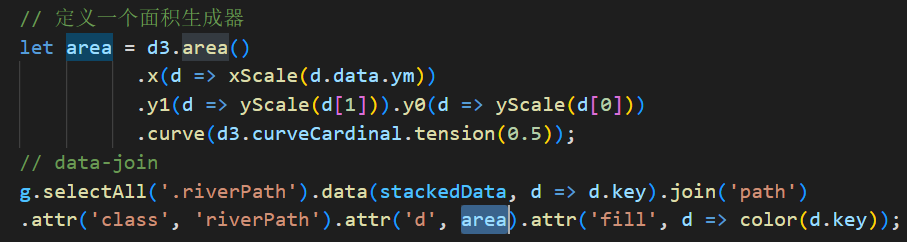 // 定义一个面积生成器
let area = d3.area()
.x(d => xScale(d.data.ym))
.y1(d => yScale(d[1])).y0(d => yScale(d[0]))
.curve(d3.curveCardinal.tension(0.5));
// data-join
g.selectAll('.riverPath').data(stackedData, d => d.key).join('path')
.attr('class', 'riverPath').attr('d', area).attr('fill', d => color(d.key));